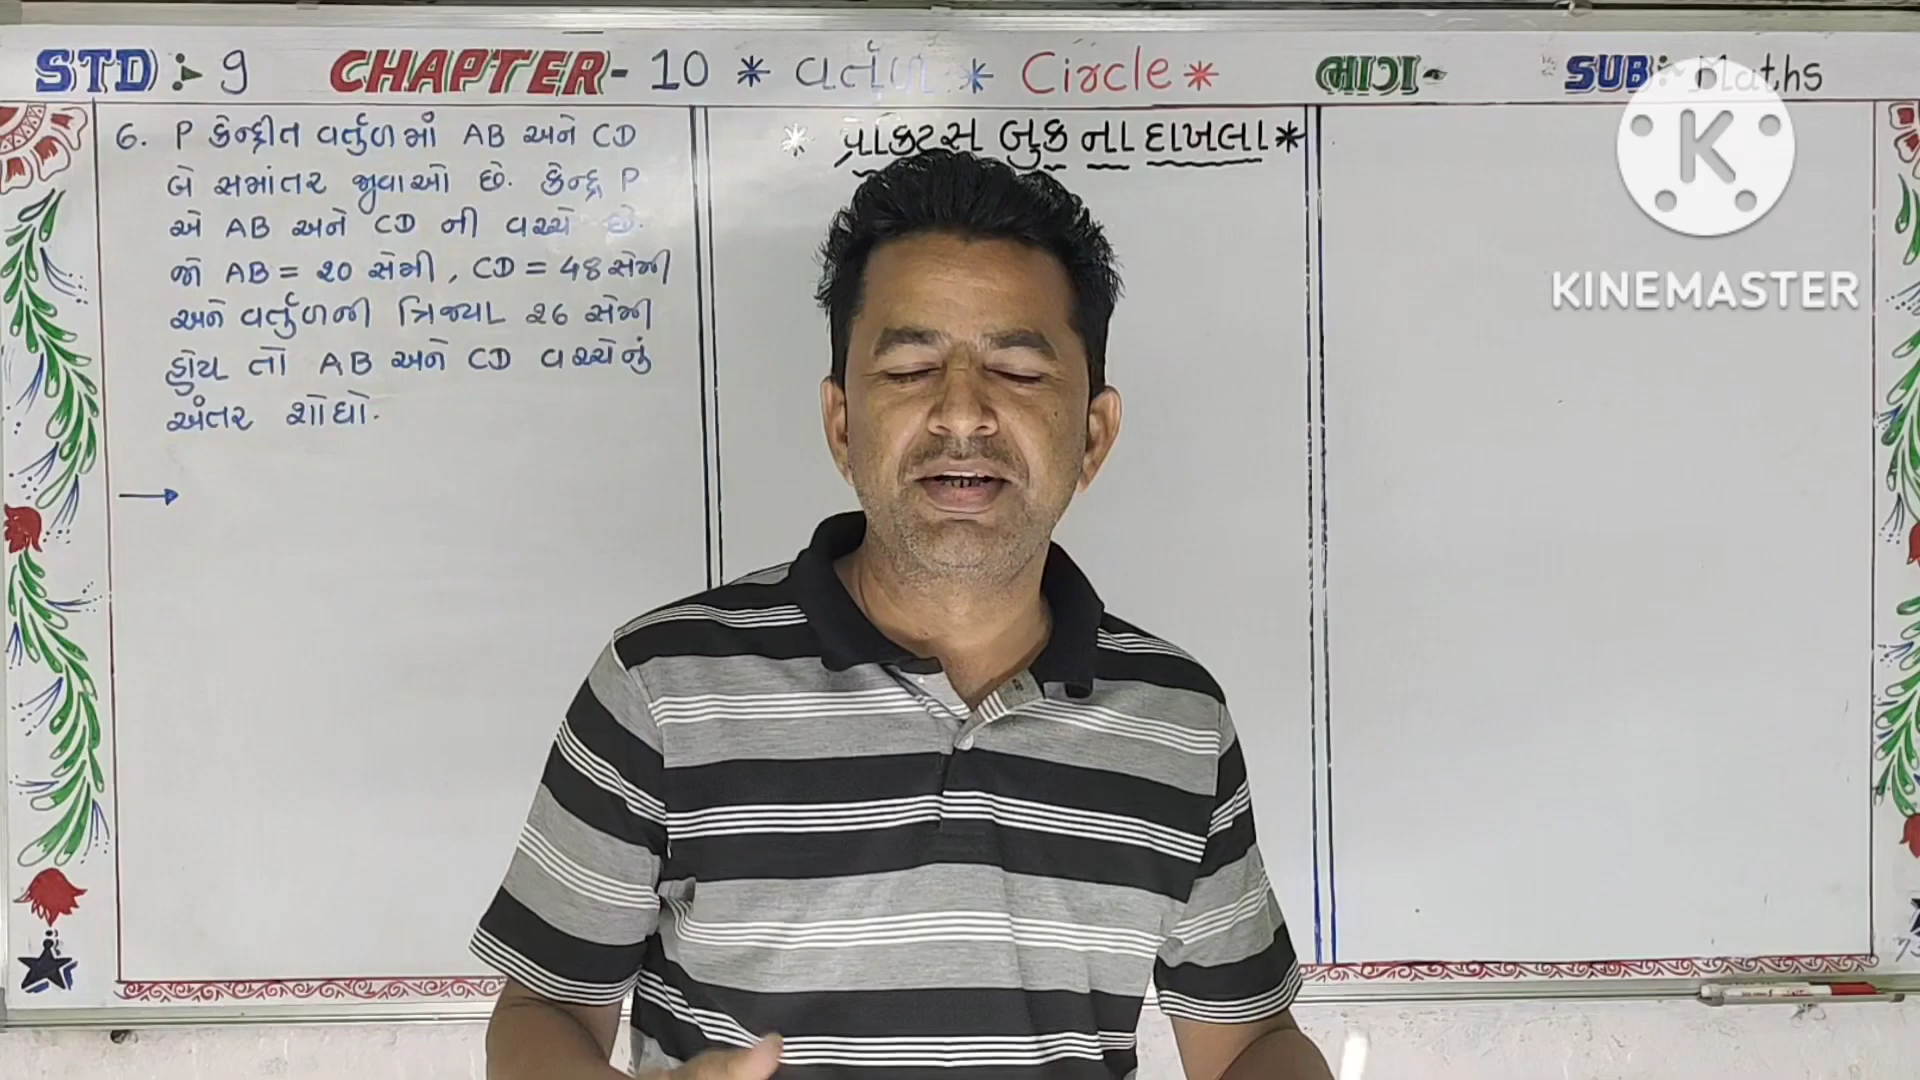 STD : 9 CHAPTER - 10 * વર્તુળ * Circle * ભાગ - SUB : Maths
6. P કેન્દ્રીત વર્તુળમાં AB અને CD
બે સમાંતર જીવાઓ છે. કેન્દ્ર P
એ AB અને CD ની વચ્ચે છે.
જો AB = 20 સેમી, CD = 48 સેમી
અને વર્તુળની ત્રિજ્યા 26 સેમી
હોય તો AB અને CD વચ્ચેનું
અંતર શોધો.
* પ્રેક્ટિસ બુક ના દાખલા *
K
KINEMASTER